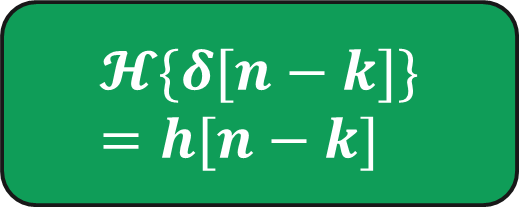 ℋ{δ[n − k]}
= h[n − k]